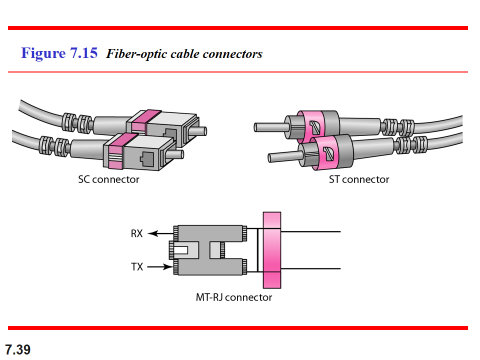 Figure 7.15 Fiber-optic cable connectors
SC connector
ST connector
RX
TX
MT-RJ connector
7.39